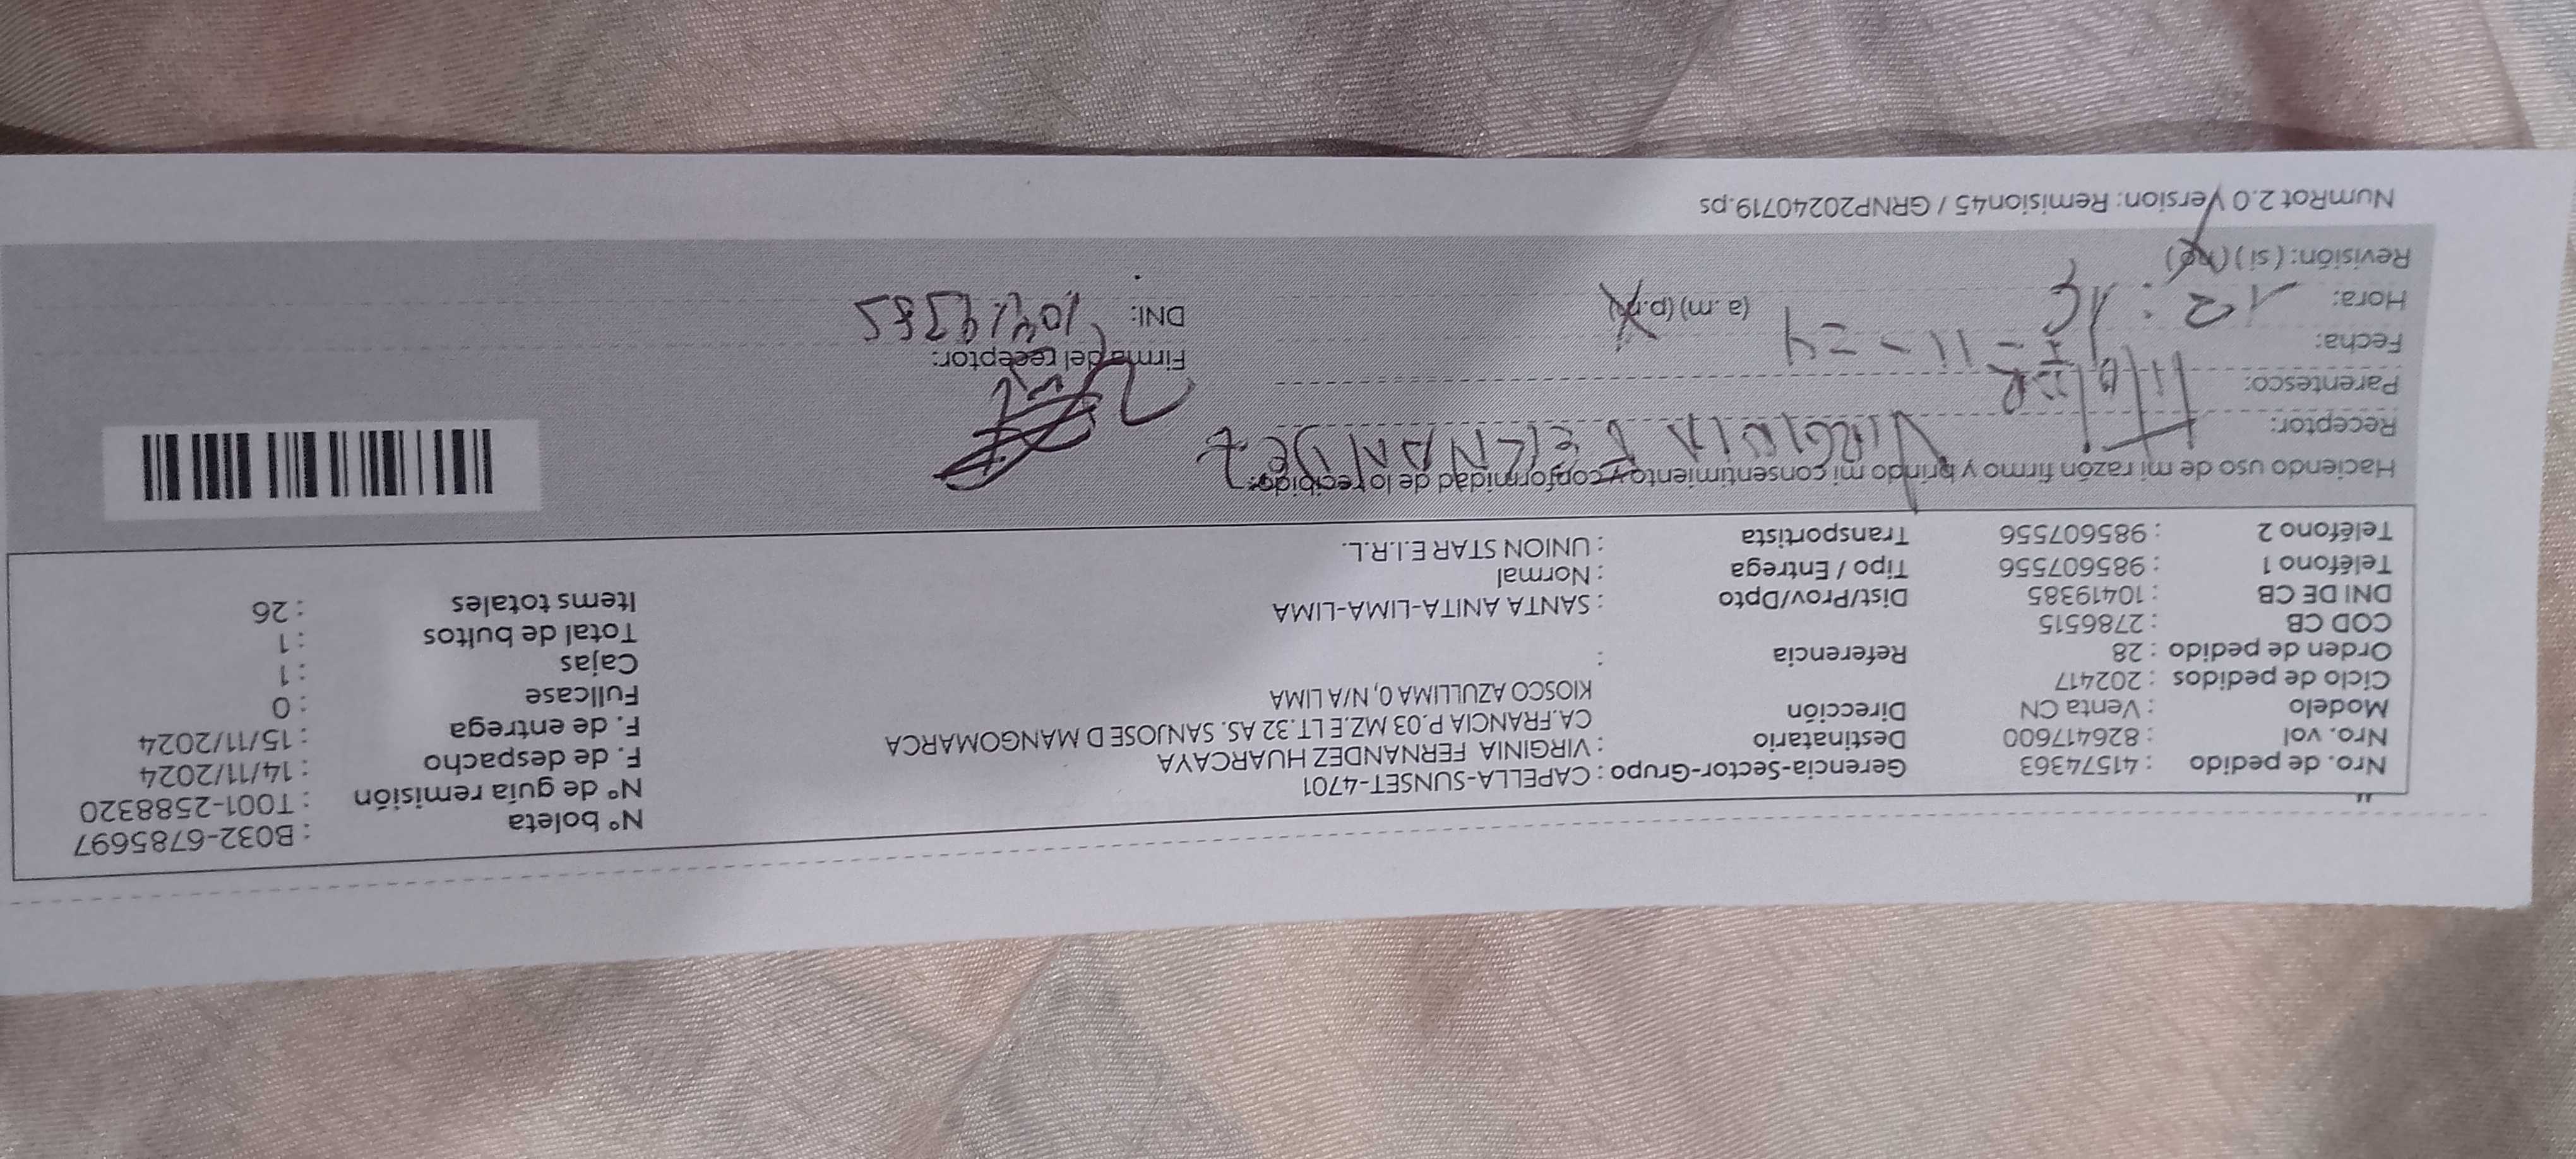 Nro. de pedido : 41574363 Gerencia-Sector-Grupo : CAPELLA-SUNSET-4701 N° boleta : B032-6785697
Nro. vol : 826417600 Destinatario : VIRGINIA FERNANDEZ HUARCAYA N° de guía remisión : T001-2588320
Modelo : Venta CN Dirección CA.FRANCIA P.03 MZ.E LT.32 AS. SANJOSE D MANGOMARCA F. de despacho : 14/11/2024
Ciclo de pedidos : 202417 KIOSCO AZULLIMA 0, N/A LIMA F. de entrega : 15/11/2024
Orden de pedido : 28 Referencia : Fullcase : 0
COD CB : 2786515 Cajas : 1
DNI DE CB : 10419385 Dist/Prov/Dpto : SANTA ANITA-LIMA-LIMA Total de bultos : 1
Teléfono 1 : 985607556 Tipo / Entrega : Normal Items totales : 26
Teléfono 2 : 985607556 Transportista : UNION STAR E.I.R.L.
Haciendo uso de mi razón firmo y brindo mi consentimiento y conformidad de lo recibido:
Receptor: VIRGINIA FERNANDEZ
Parentesco:
Fecha: 11-24 Firma del receptor:
Hora: 12:16 (a.m) (p.m) DNI: 10419385
Revisión: (si) (no)
NumRot 2.0 Version: Remision45 / GRNP20240719.ps